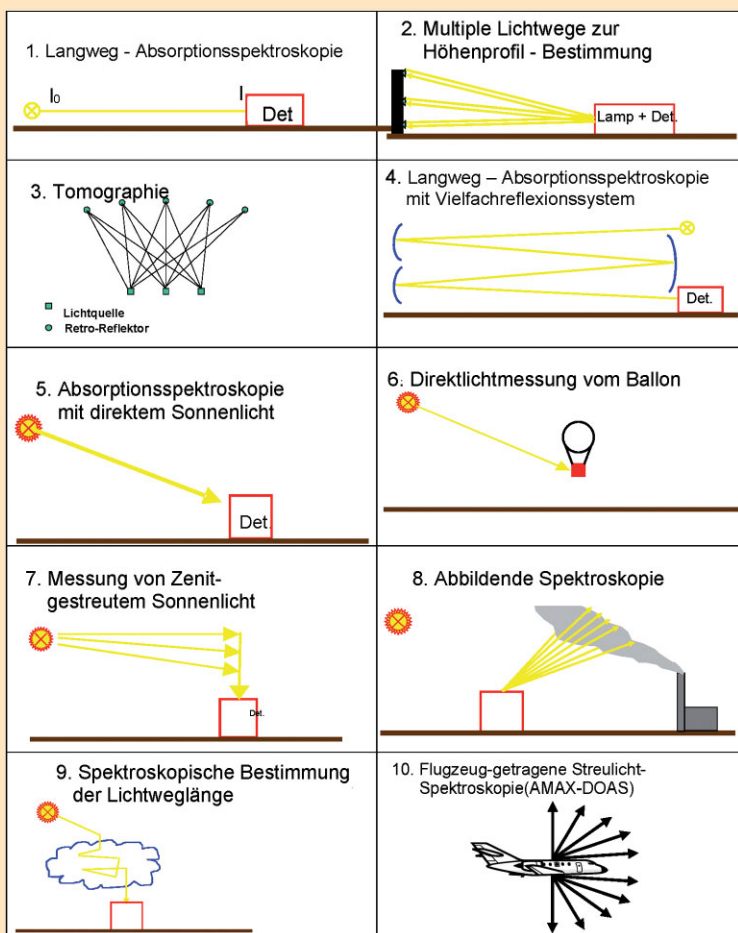 1. Langweg - Absorptionsspektroskopie
I₀
I
Det
2. Multiple Lichtwege zur
Höhenprofil - Bestimmung
Lamp + Det.
3. Tomographie
Lichtquelle
Retro-Reflektor
4. Langweg – Absorptionsspektroskopie
mit Vielfachreflexionssystem
Det.
5. Absorptionsspektroskopie
mit direktem Sonnenlicht
Det.
6. Direktlichtmessung vom Ballon
7. Messung von Zenit-
gestreutem Sonnenlicht
Det.
8. Abbildende Spektroskopie
9. Spektroskopische Bestimmung
der Lichtweglänge
10. Flugzeug-getragene Streulicht-
Spektroskopie(AMAX-DOAS)